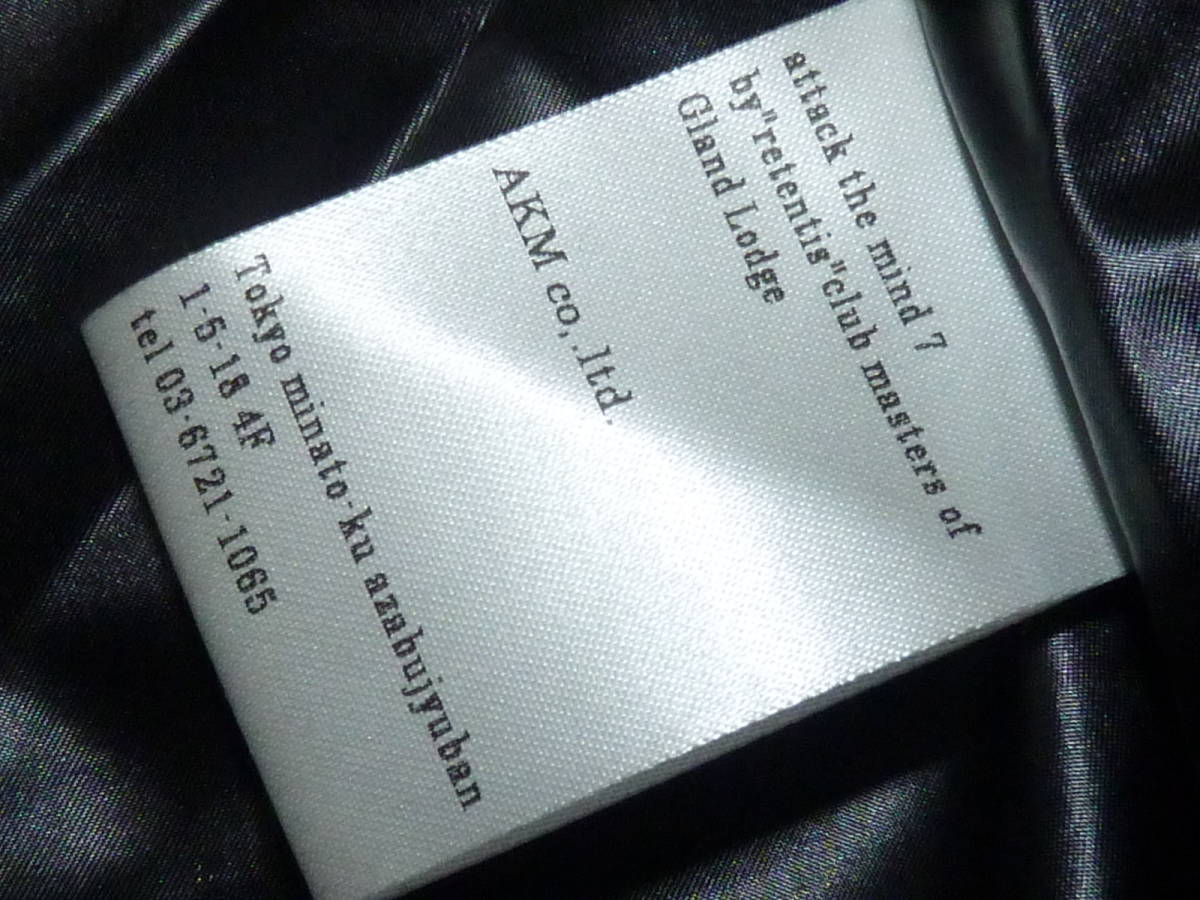 attack the mind 7
by"retentis"club masters of
Gland Lodge
AKM co,.ltd.
Tokyo minato-ku azabujyuban
1-5-18 4F
tel 03-6721-1065